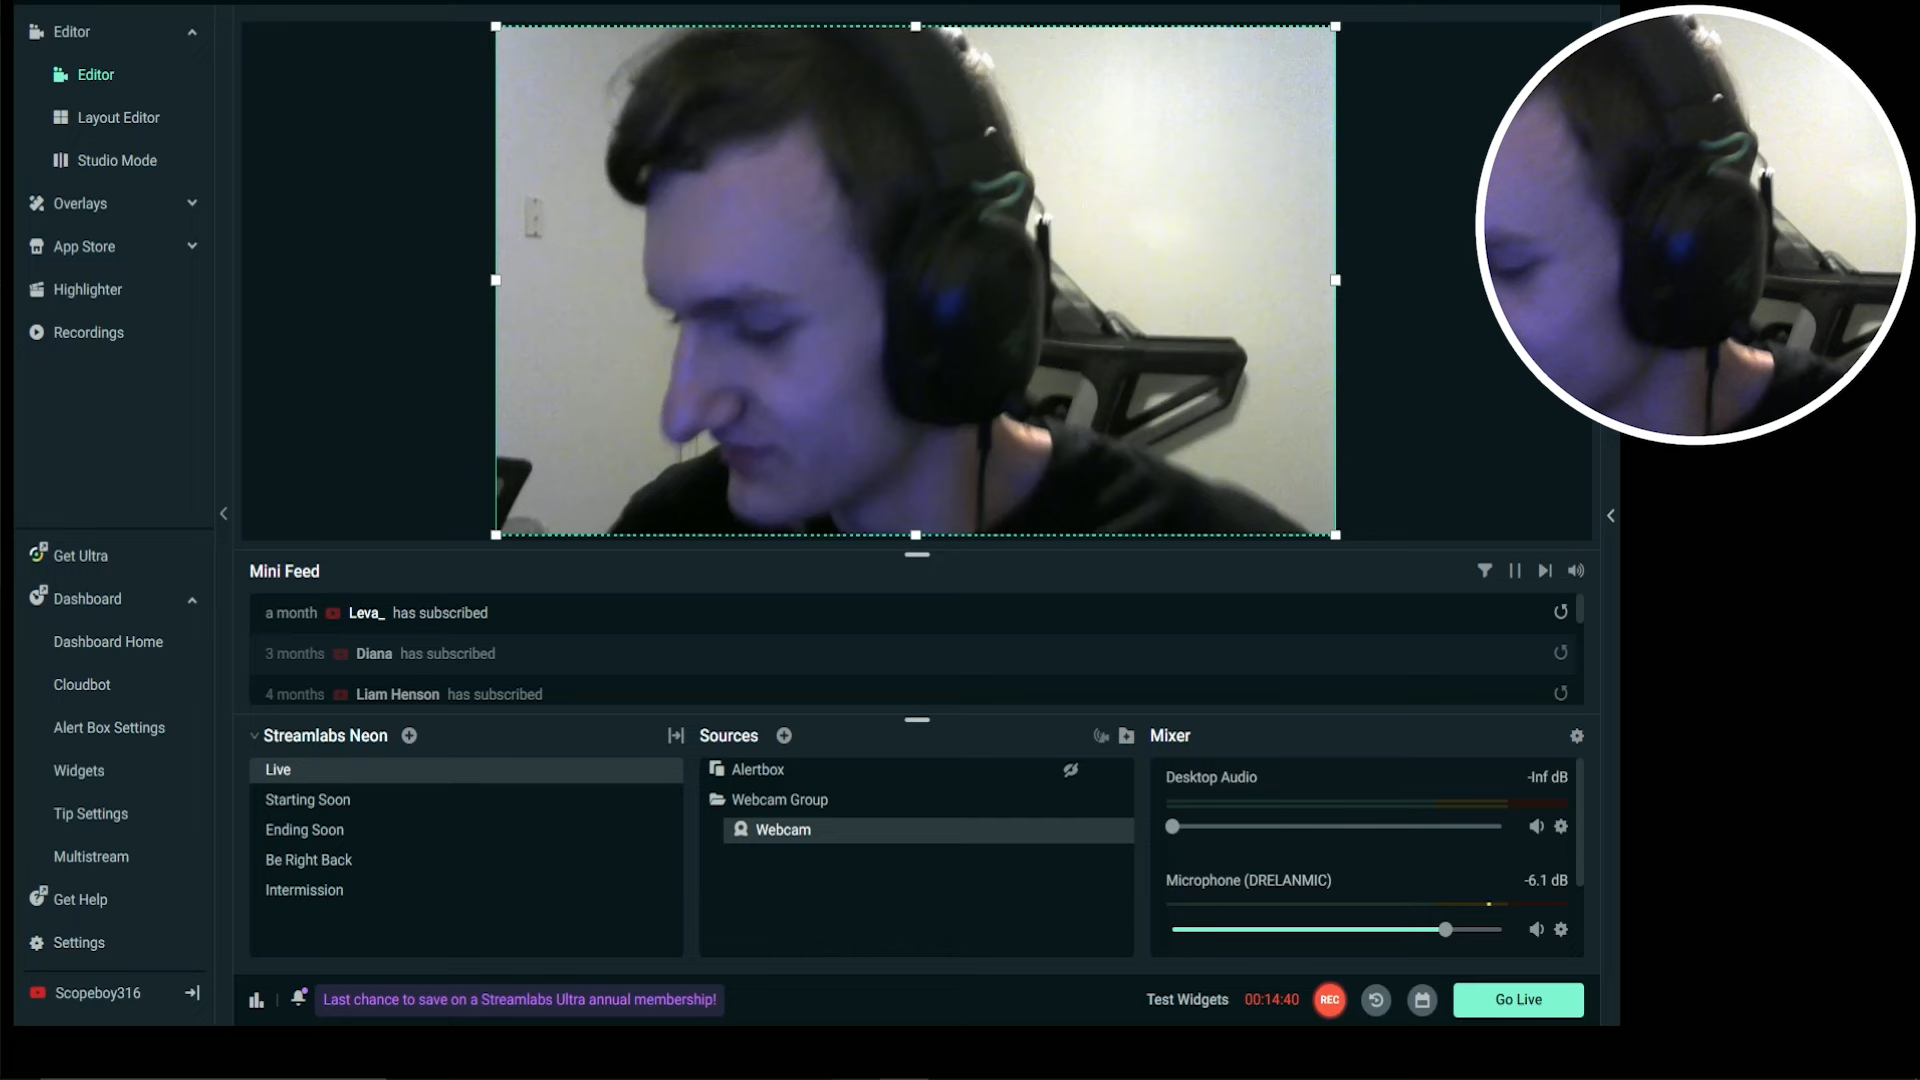 Editor
Editor
Layout Editor
Studio Mode
Overlays
App Store
Highlighter
Recordings
Get Ultra
Dashboard
Dashboard Home
Cloudbot
Alert Box Settings
Widgets
Tip Settings
Multistream
Get Help
Settings
Scopeboy316
Mini Feed
a month Leva_ has subscribed
3 months Diana has subscribed
4 months Liam Henson has subscribed
Streamlabs Neon
Live
Starting Soon
Ending Soon
Be Right Back
Intermission
Sources
Alertbox
Webcam Group
Webcam
Mixer
Desktop Audio -Inf dB
Microphone (DRELANMIC) -6.1 dB
Last chance to save on a Streamlabs Ultra annual membership!
Test Widgets 00:14:40 REC Go Live